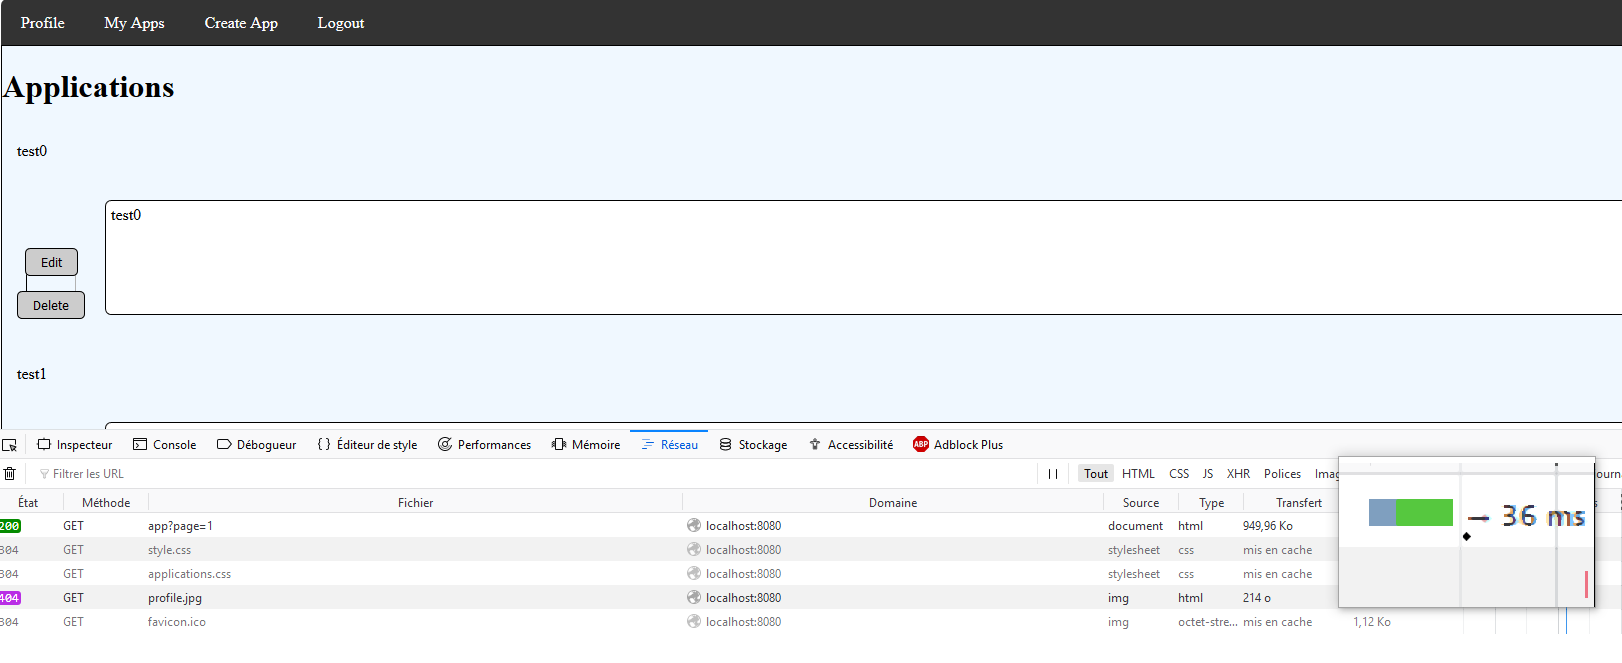 Profile My Apps Create App Logout
Applications
test0
test0
Edit
Delete
test1
Inspecteur Console Débogueur {} Éditeur de style Performances Mémoire Réseau Stockage Accessibilité ABP Adblock Plus
Filtrer les URL Tout HTML CSS JS XHR Polices
État Méthode Fichier Domaine Source Type Transfert
200 GET app?page=1 localhost:8080 document html 949,96 Ko
304 GET style.css localhost:8080 stylesheet css mis en cache
304 GET applications.css localhost:8080 stylesheet css mis en cache
404 GET profile.jpg localhost:8080 img html 214 o
304 GET favicon.ico localhost:8080 img octet-stre... mis en cache 1,12 Ko
36 ms